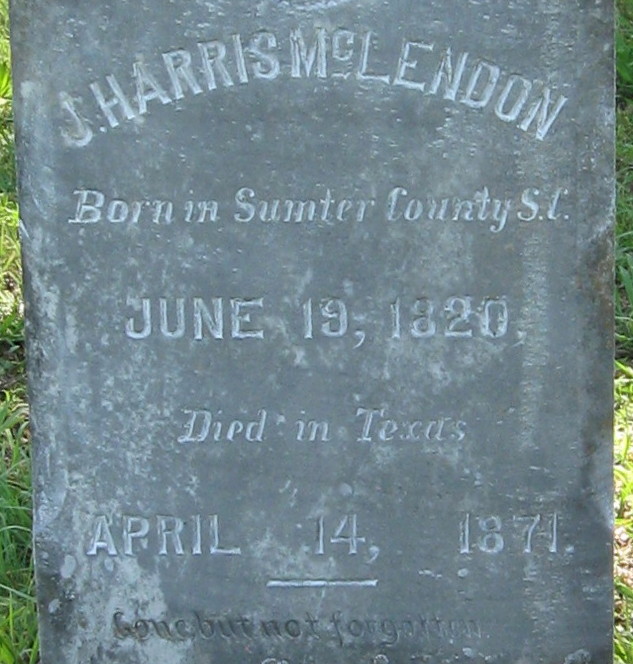 J. HARRIS McLENDON
Born in Sumter County S.C.
JUNE 19, 1820.
Died in Texas
APRIL 14, 1871.
Gone but not forgotten.